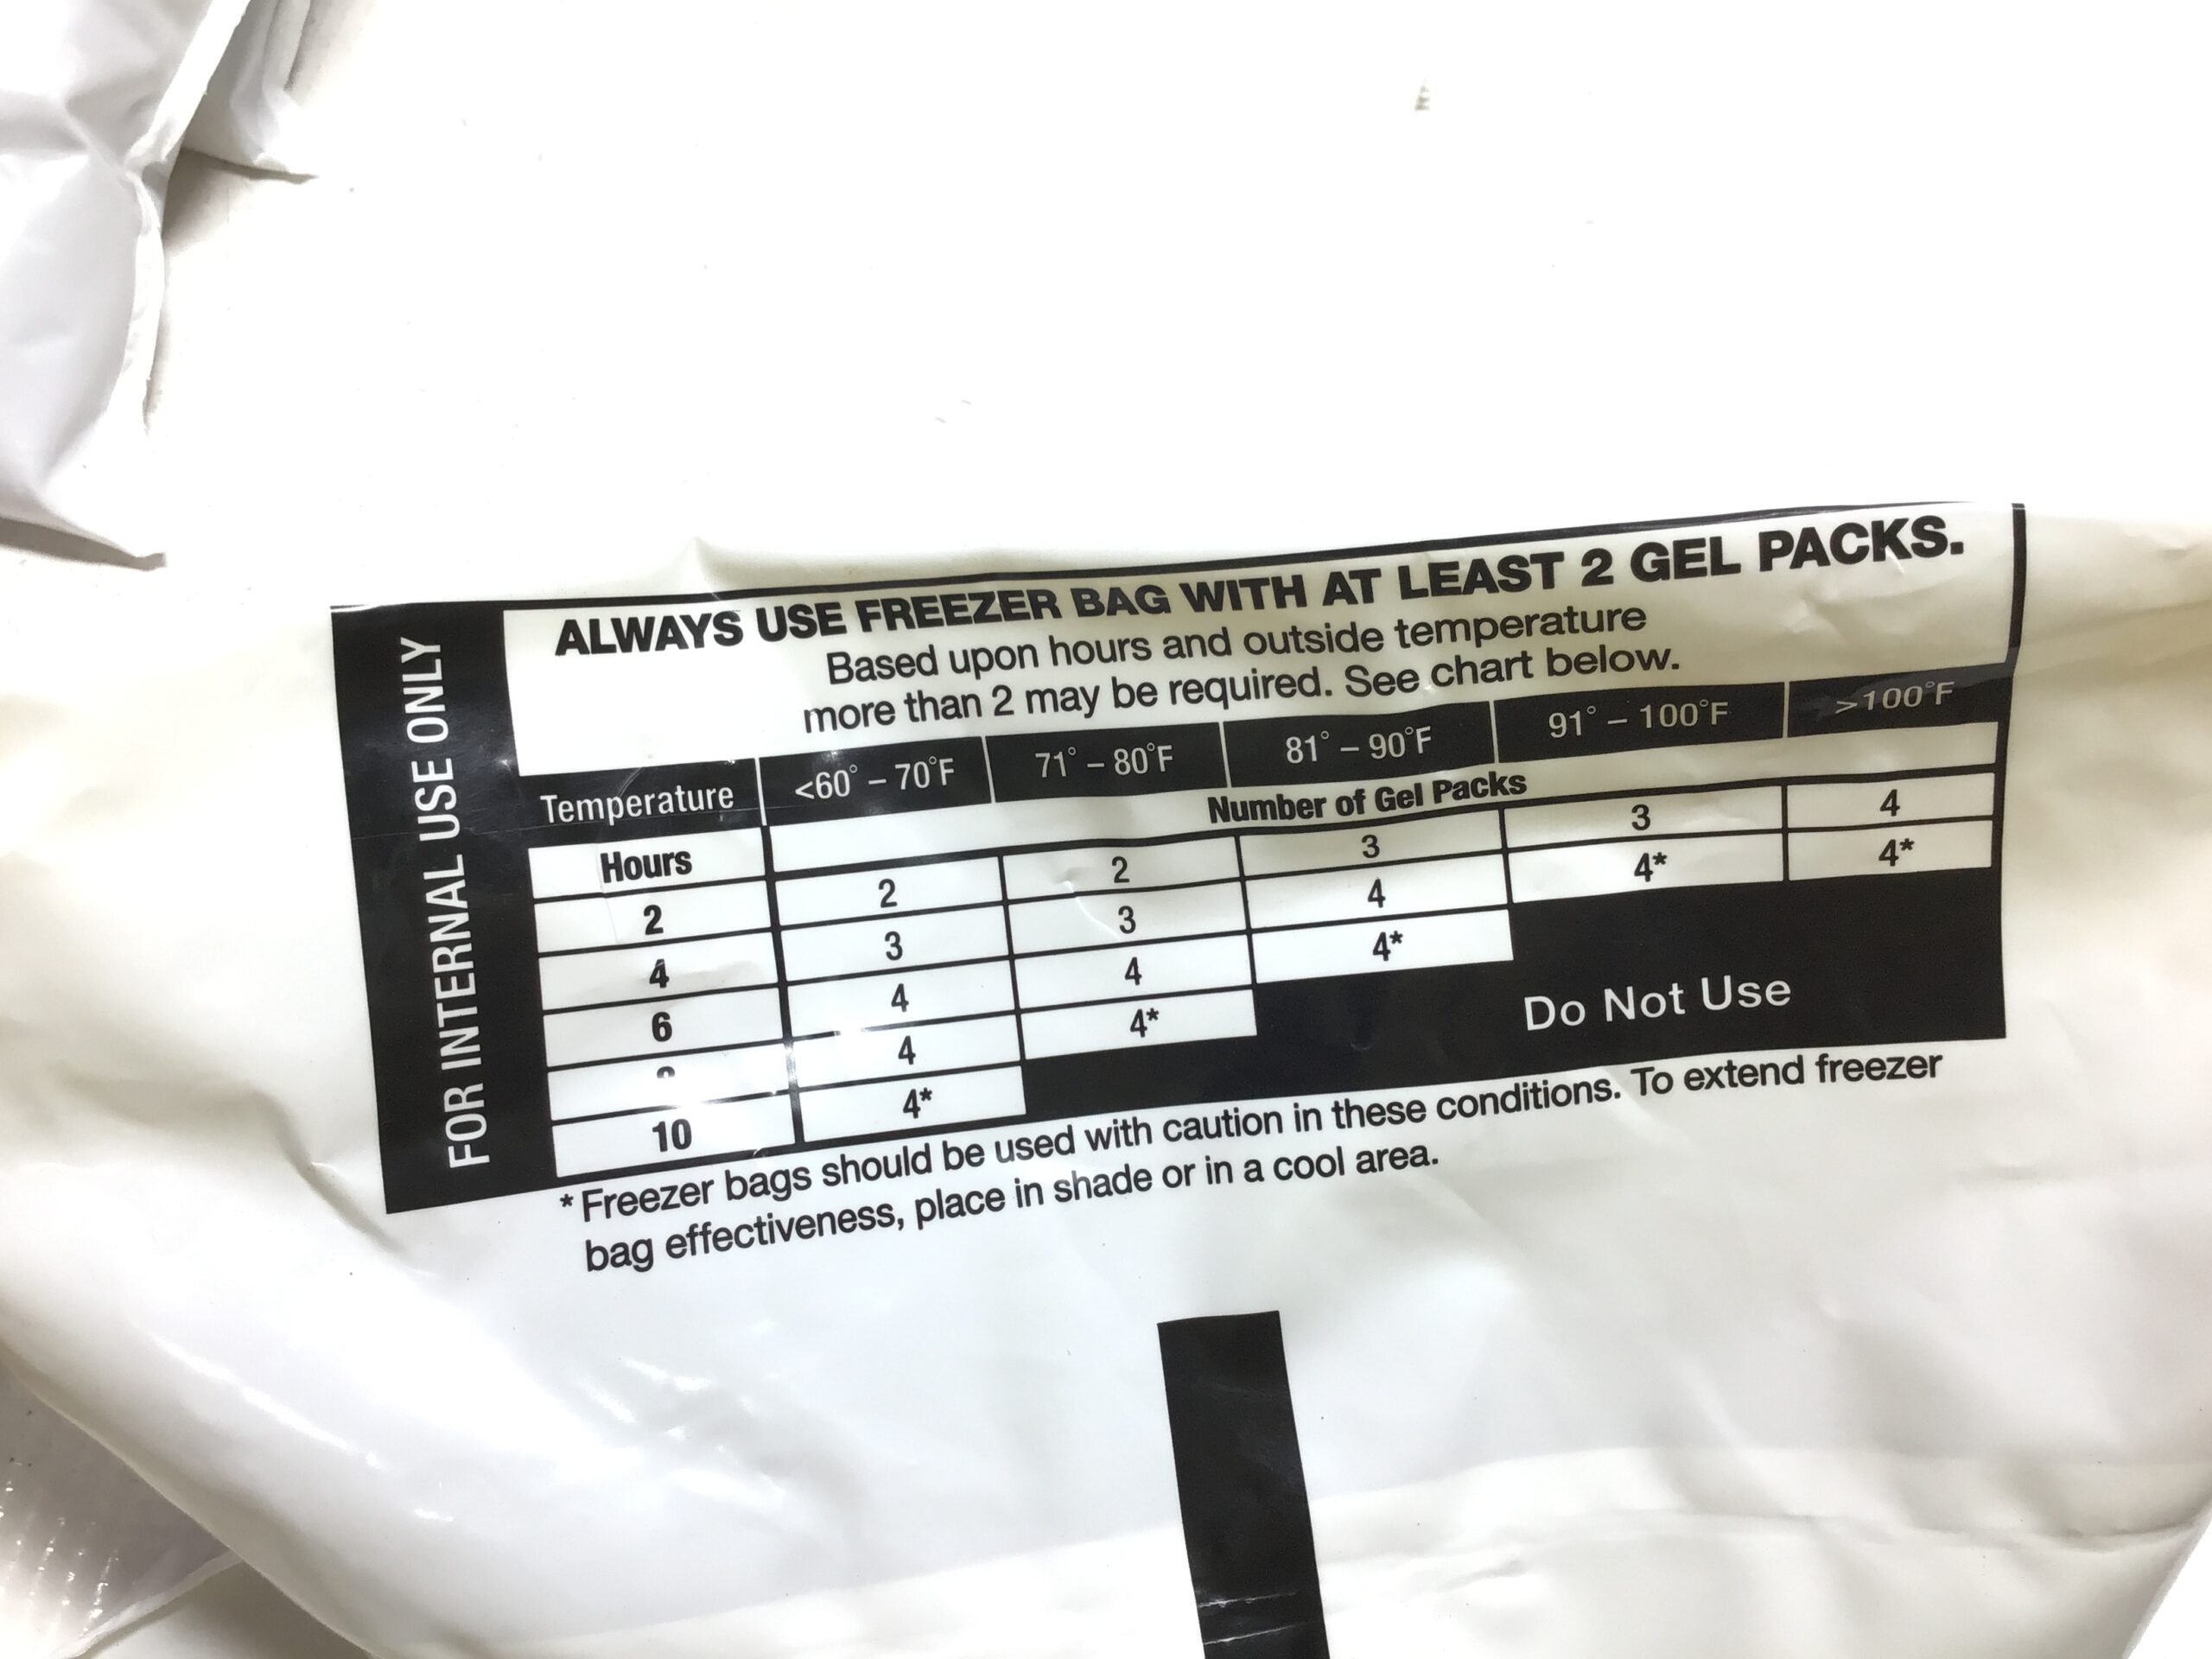 FOR INTERNAL USE ONLY
ALWAYS USE FREEZER BAG WITH AT LEAST 2 GEL PACKS.
Based upon hours and outside temperature
more than 2 may be required. See chart below.
Temperature <60° – 70°F 71° – 80°F 81° – 90°F 91° – 100°F >100°F
Hours Number of Gel Packs
2 2 2 3 3 4
4 3 3 4 4* 4*
6 4 4 4*
4 4*
10 4*
Do Not Use
* Freezer bags should be used with caution in these conditions. To extend freezer
bag effectiveness, place in shade or in a cool area.